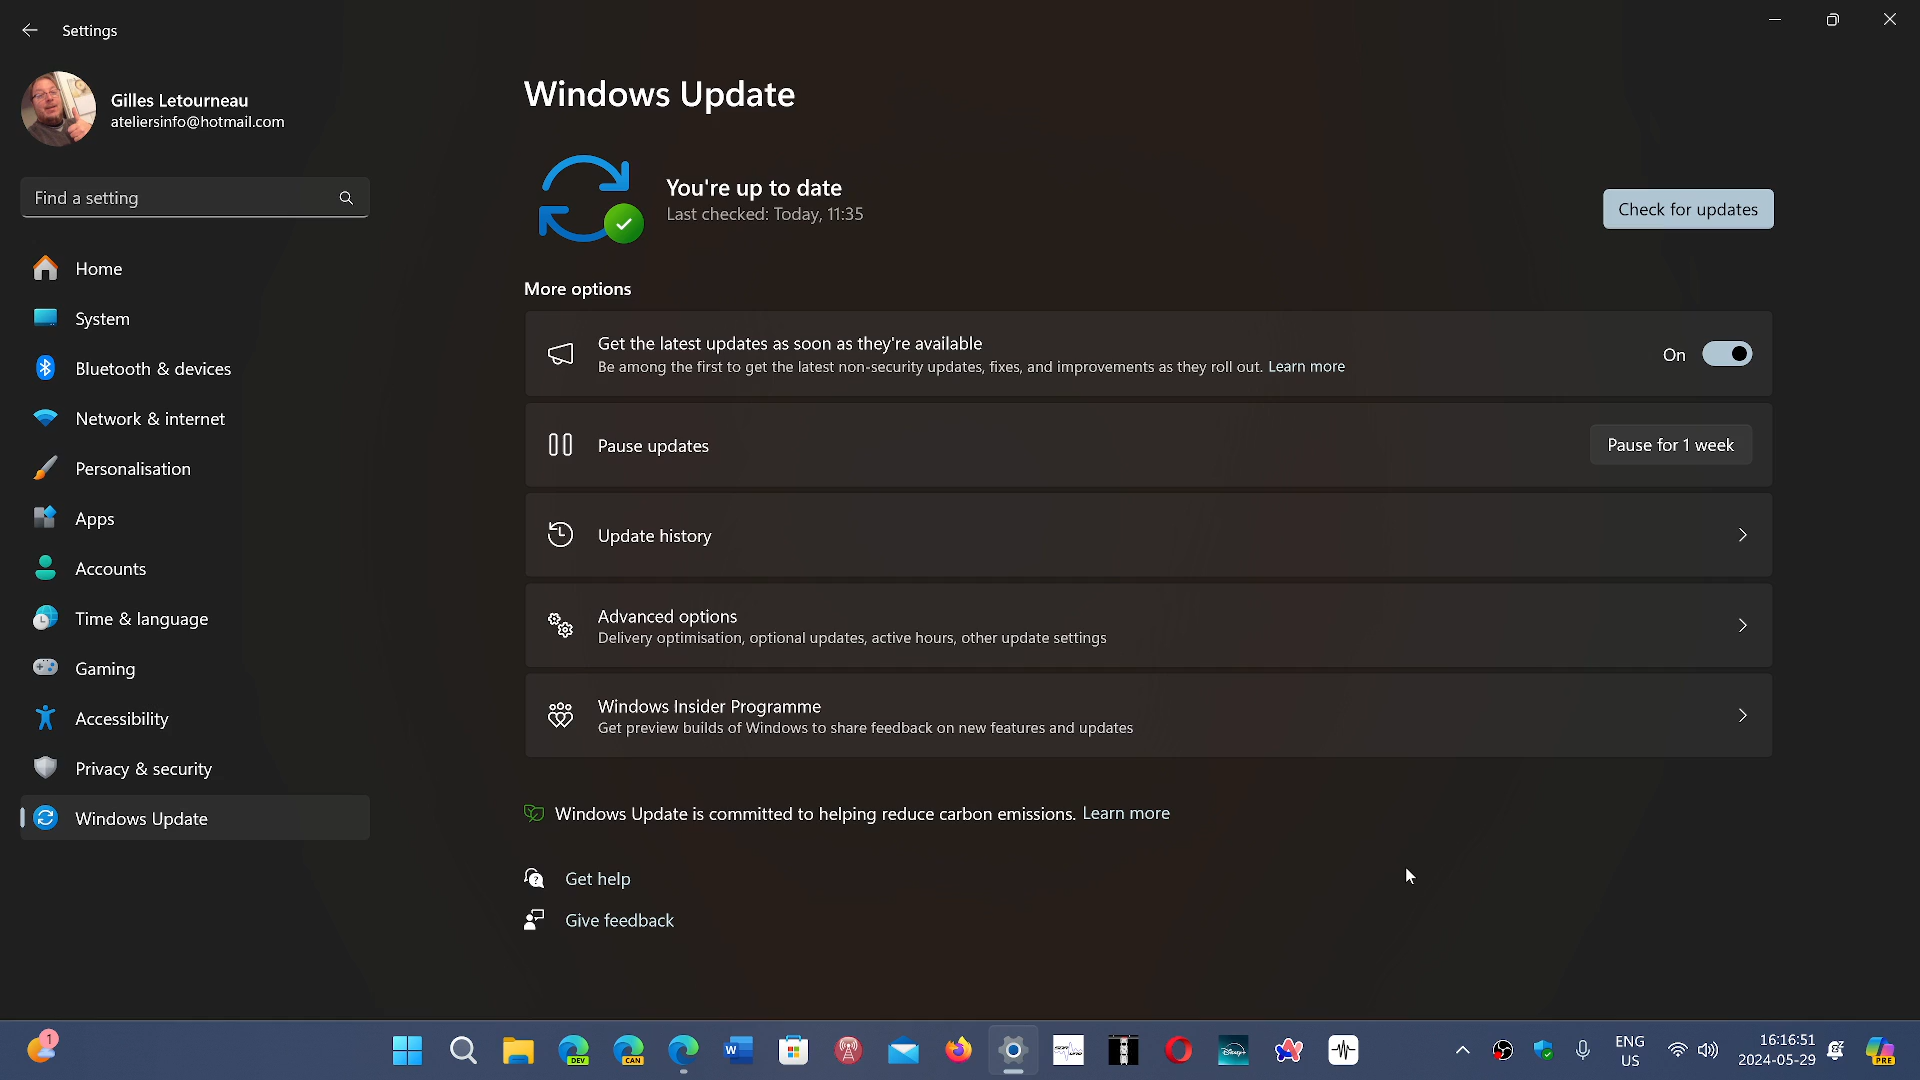 Settings
Gilles Letourneau
ateliersinfo@hotmail.com
Find a setting
Home
System
Bluetooth & devices
Network & internet
Personalisation
Apps
Accounts
Time & language
Gaming
Accessibility
Privacy & security
Windows Update
Windows Update
You're up to date
Last checked: Today, 11:35
Check for updates
More options
Get the latest updates as soon as they're available
Be among the first to get the latest non-security updates, fixes, and improvements as they roll out. Learn more
On
Pause updates
Pause for 1 week
Update history
Advanced options
Delivery optimisation, optional updates, active hours, other update settings
Windows Insider Programme
Get preview builds of Windows to share feedback on new features and updates
Windows Update is committed to helping reduce carbon emissions. Learn more
Get help
Give feedback
1
DEV
CAN
W
Disney+
ENG
US
16:16:51
2024-05-29
PRE